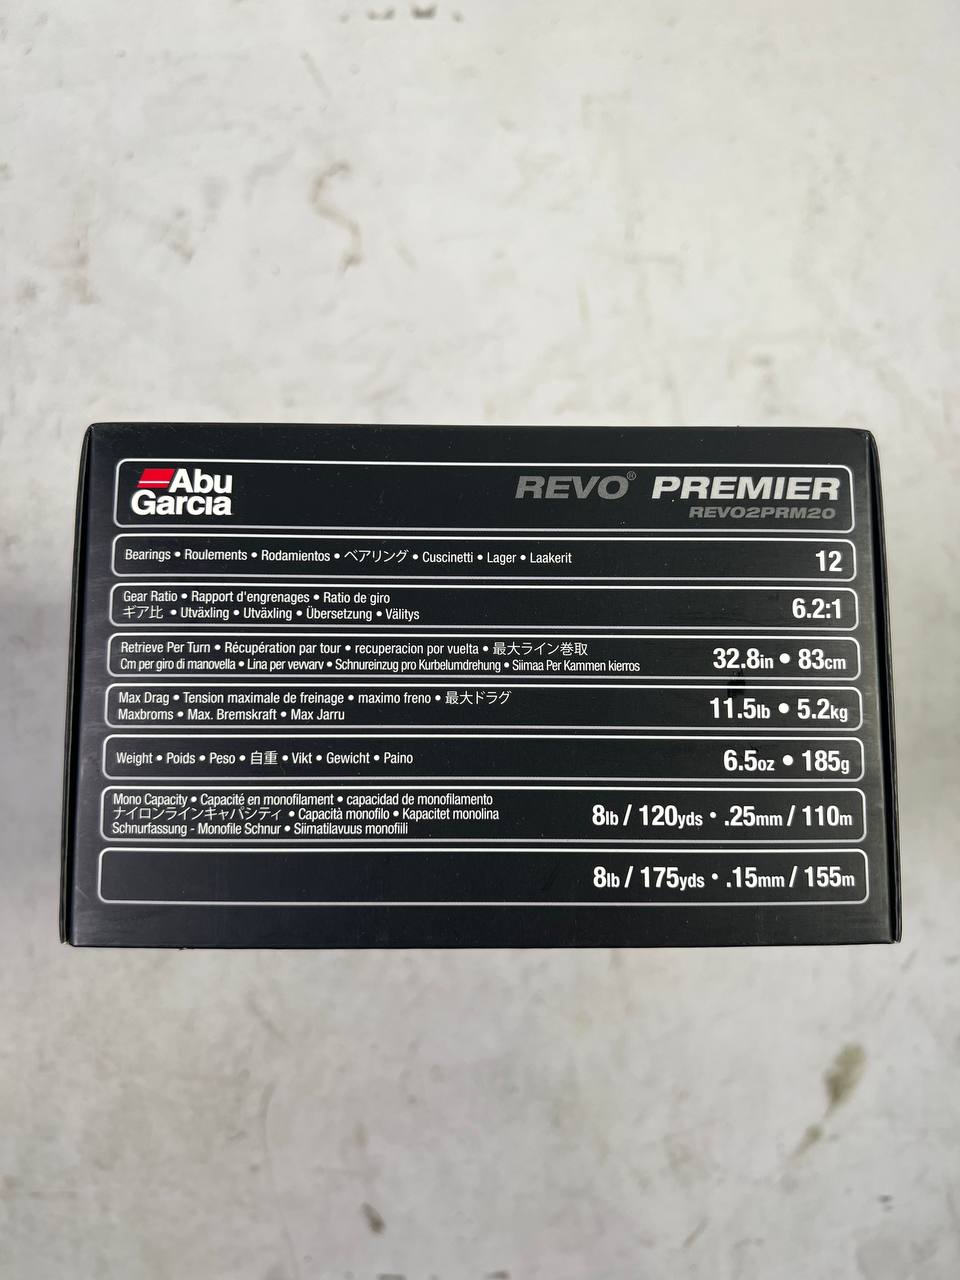 Abu
Garcia
REVO® PREMIER
REVO2PRM20
Bearings • Roulements • Rodamientos • ベアリング • Cuscinetti • Lager • Laakerit
12
Gear Ratio • Rapport d'engrenages • Ratio de giro
ギア比 • Utväxling • Utväxling • Übersetzung • Välitys
6.2:1
Retrieve Per Turn • Récupération par tour • recuperacion por vuelta • 最大ライン巻取
Cm per giro di manovella • Lina per vevvarv • Schnureinzug pro Kurbelumdrehung • Siimaa Per Kammen kierros
32.8in • 83cm
Max Drag • Tension maximale de freinage • maximo freno • 最大ドラグ
Maxbroms • Max. Bremskraft • Max Jarru
11.5lb • 5.2kg
Weight • Poids • Peso • 自重 • Vikt • Gewicht • Paino
6.5oz • 185g
Mono Capacity • Capacité en monofilament • capacidad de monofilamento
ナイロンラインキャパシティ • Capacità monofilo • Kapacitet monolina
Schnurfassung - Monofile Schnur • Siimatilavuus monofiili
8lb / 120yds • .25mm / 110m
8lb / 175yds • .15mm / 155m